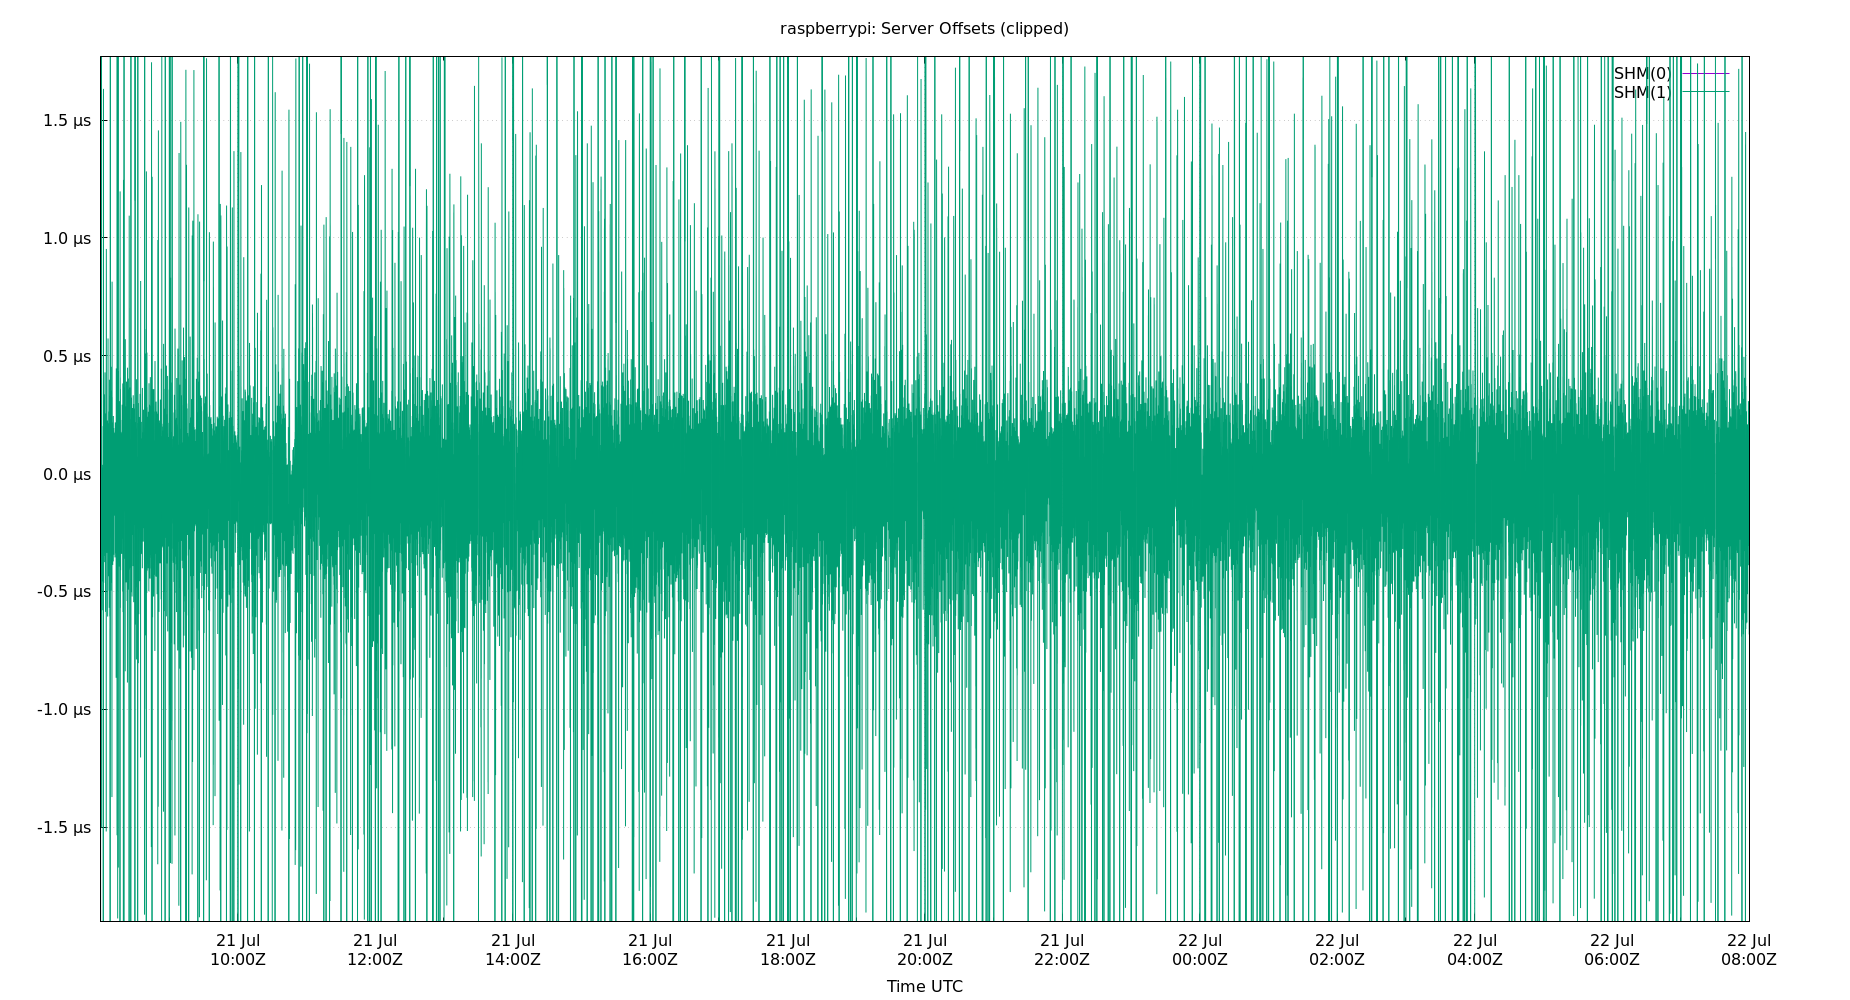 raspberrypi: Server Offsets (clipped)
SHM(0)
SHM(1)
1.5 µs
1.0 µs
0.5 µs
0.0 µs
-0.5 µs
-1.0 µs
-1.5 µs
21 Jul 21 Jul 21 Jul 21 Jul 21 Jul 21 Jul 21 Jul 22 Jul 22 Jul 22 Jul 22 Jul 22 Jul
10:00Z 12:00Z 14:00Z 16:00Z 18:00Z 20:00Z 22:00Z 00:00Z 02:00Z 04:00Z 06:00Z 08:00Z
Time UTC